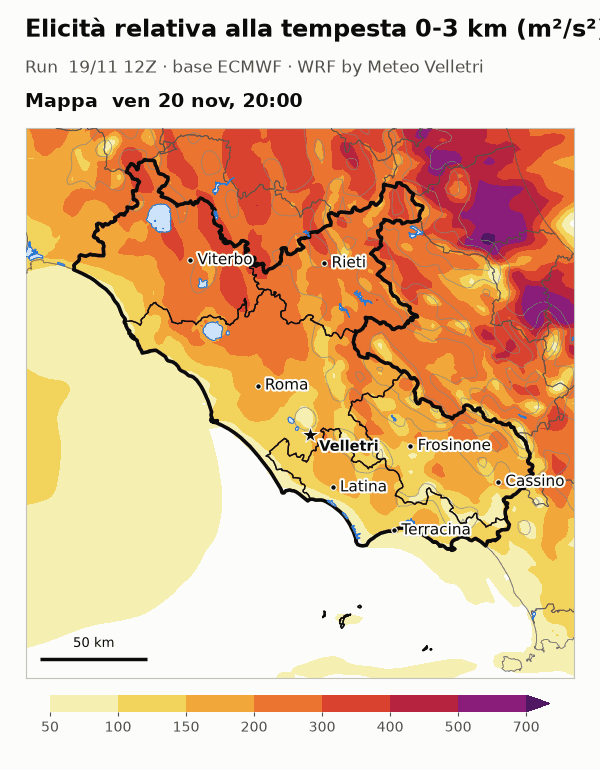 Elicità relativa alla tempesta 0-3 km (m²/s²)
Run 19/11 12Z · base ECMWF · WRF by Meteo Velletri
Mappa ven 20 nov, 20:00
Viterbo
Rieti
Roma
Velletri
Frosinone
Cassino
Latina
Terracina
50 km
50 100 150 200 300 400 500 700